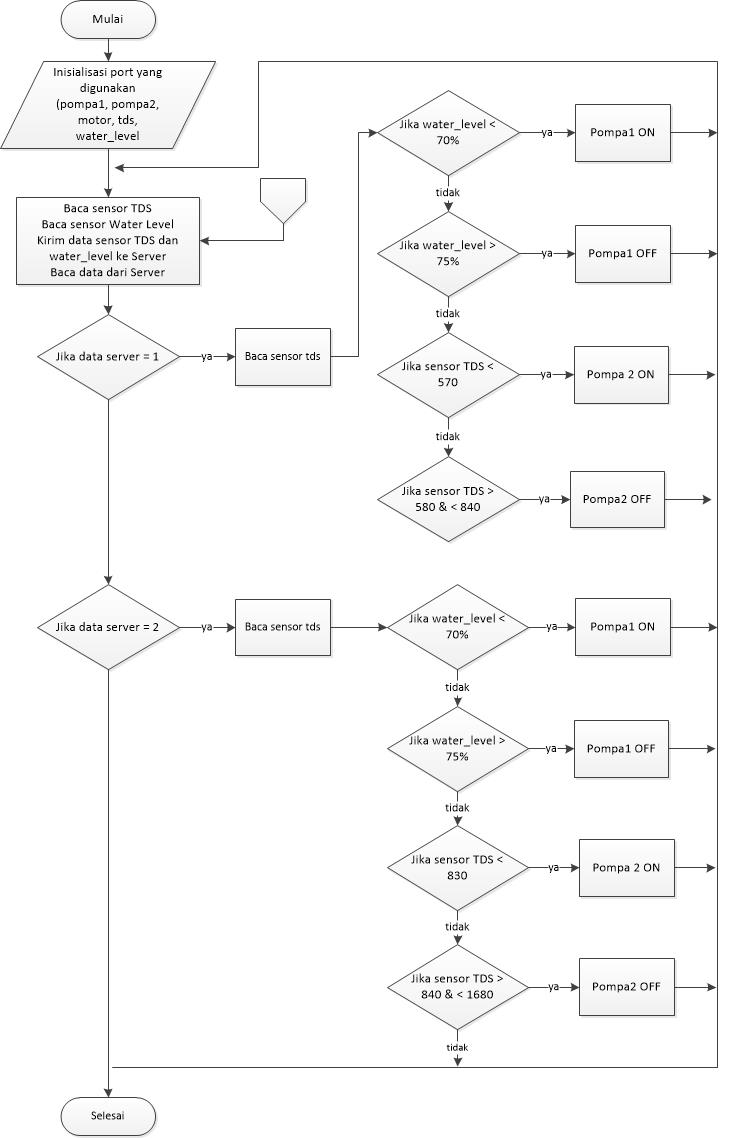 Mulai
Inisialisasi port yang
digunakan
(pompa1, pompa2,
motor, tds,
water_level
Baca sensor TDS
Baca sensor Water Level
Kirim data sensor TDS dan
water_level ke Server
Baca data dari Server
Jika data server = 1
ya
Baca sensor tds
Jika water_level <
70%
ya
Pompa1 ON
tidak
Jika water_level >
75%
ya
Pompa1 OFF
tidak
Jika sensor TDS <
570
ya
Pompa 2 ON
tidak
Jika sensor TDS >
580 & < 840
ya
Pompa2 OFF
Jika data server = 2
ya
Baca sensor tds
Jika water_level <
70%
ya
Pompa1 ON
tidak
Jika water_level >
75%
ya
Pompa1 OFF
tidak
Jika sensor TDS <
830
ya
Pompa 2 ON
tidak
Jika sensor TDS >
840 & < 1680
ya
Pompa2 OFF
tidak
Selesai